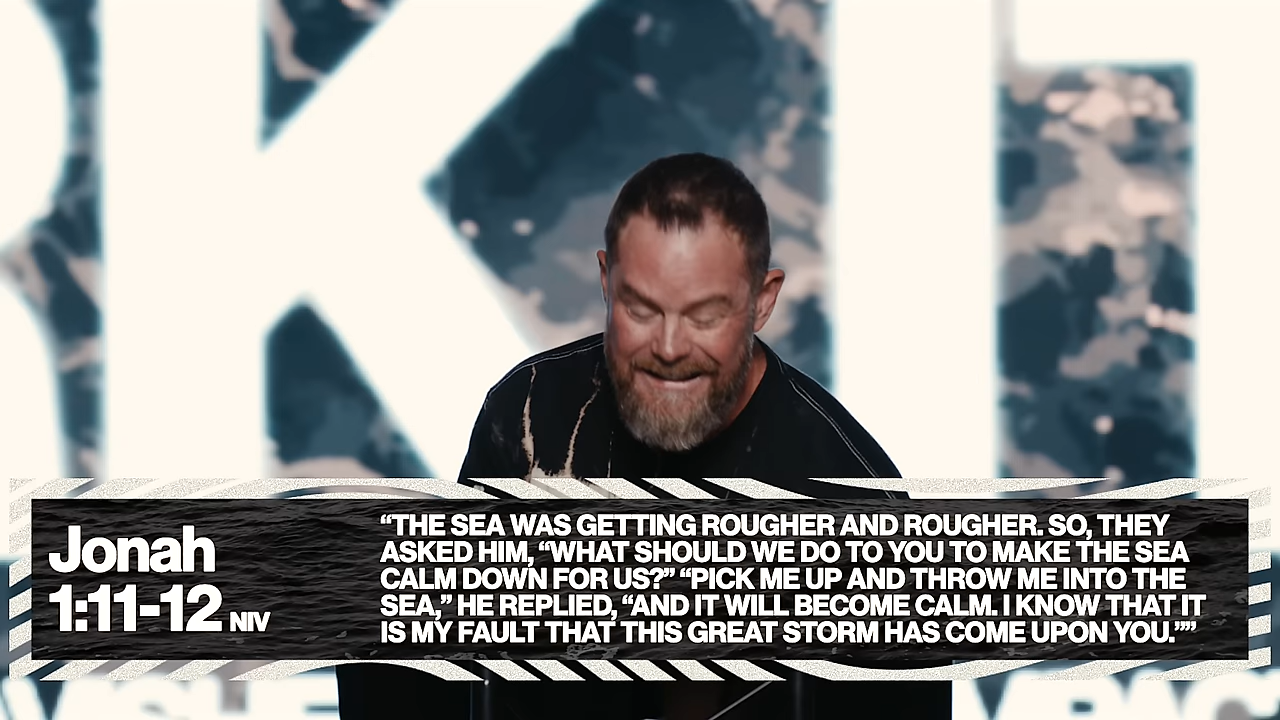 Jonah
1:11-12 NIV
“THE SEA WAS GETTING ROUGHER AND ROUGHER. SO, THEY
ASKED HIM, “WHAT SHOULD WE DO TO YOU TO MAKE THE SEA
CALM DOWN FOR US?” “PICK ME UP AND THROW ME INTO THE
SEA,” HE REPLIED, “AND IT WILL BECOME CALM. I KNOW THAT IT
IS MY FAULT THAT THIS GREAT STORM HAS COME UPON YOU.””